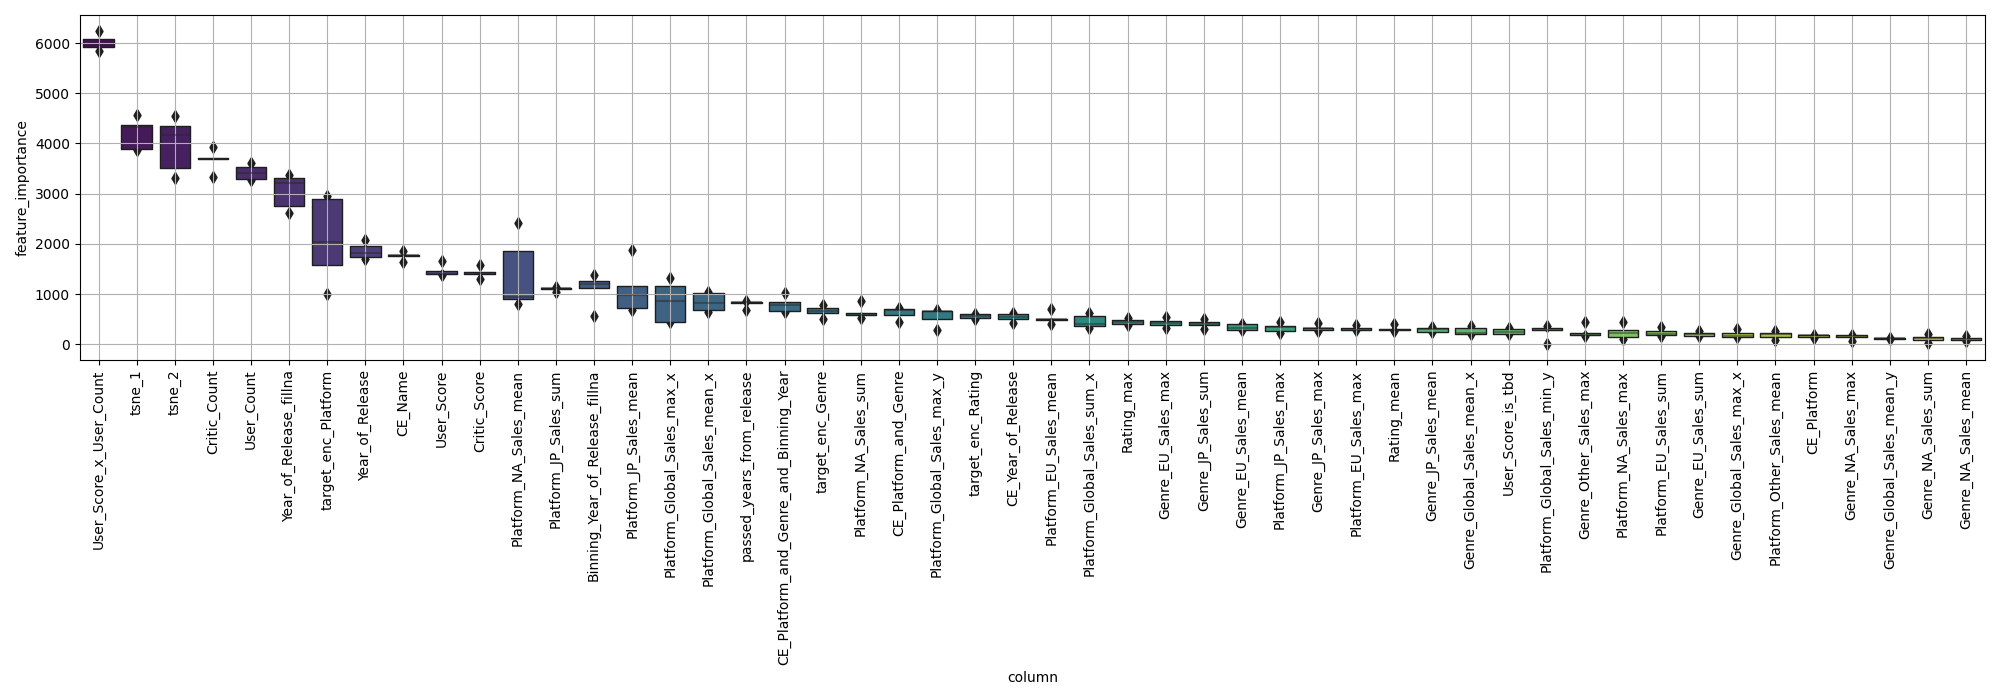 feature_importance
6000
5000
4000
3000
2000
1000
0
User_Score_x_User_Count
tsne_1
tsne_2
Critic_Count
User_Count
Year_of_Release_fillna
target_enc_Platform
Year_of_Release
CE_Name
User_Score
Critic_Score
Platform_NA_Sales_mean
Platform_JP_Sales_sum
Binning_Year_of_Release_fillna
Platform_JP_Sales_mean
Platform_Global_Sales_max_x
Platform_Global_Sales_mean_x
passed_years_from_release
CE_Platform_and_Genre_and_Binning_Year
target_enc_Genre
Platform_NA_Sales_sum
CE_Platform_and_Genre
Platform_Global_Sales_max_y
target_enc_Rating
CE_Year_of_Release
Platform_EU_Sales_mean
Platform_Global_Sales_sum_x
Rating_max
Genre_EU_Sales_max
Genre_JP_Sales_sum
Genre_EU_Sales_mean
Platform_JP_Sales_max
Genre_JP_Sales_max
Platform_EU_Sales_max
Rating_mean
Genre_JP_Sales_mean
Genre_Global_Sales_mean_x
User_Score_is_tbd
Platform_Global_Sales_min_y
Genre_Other_Sales_max
Platform_NA_Sales_max
Platform_EU_Sales_sum
Genre_EU_Sales_sum
Genre_Global_Sales_max_x
Platform_Other_Sales_mean
CE_Platform
Genre_NA_Sales_max
Genre_Global_Sales_mean_y
Genre_NA_Sales_sum
Genre_NA_Sales_mean
column